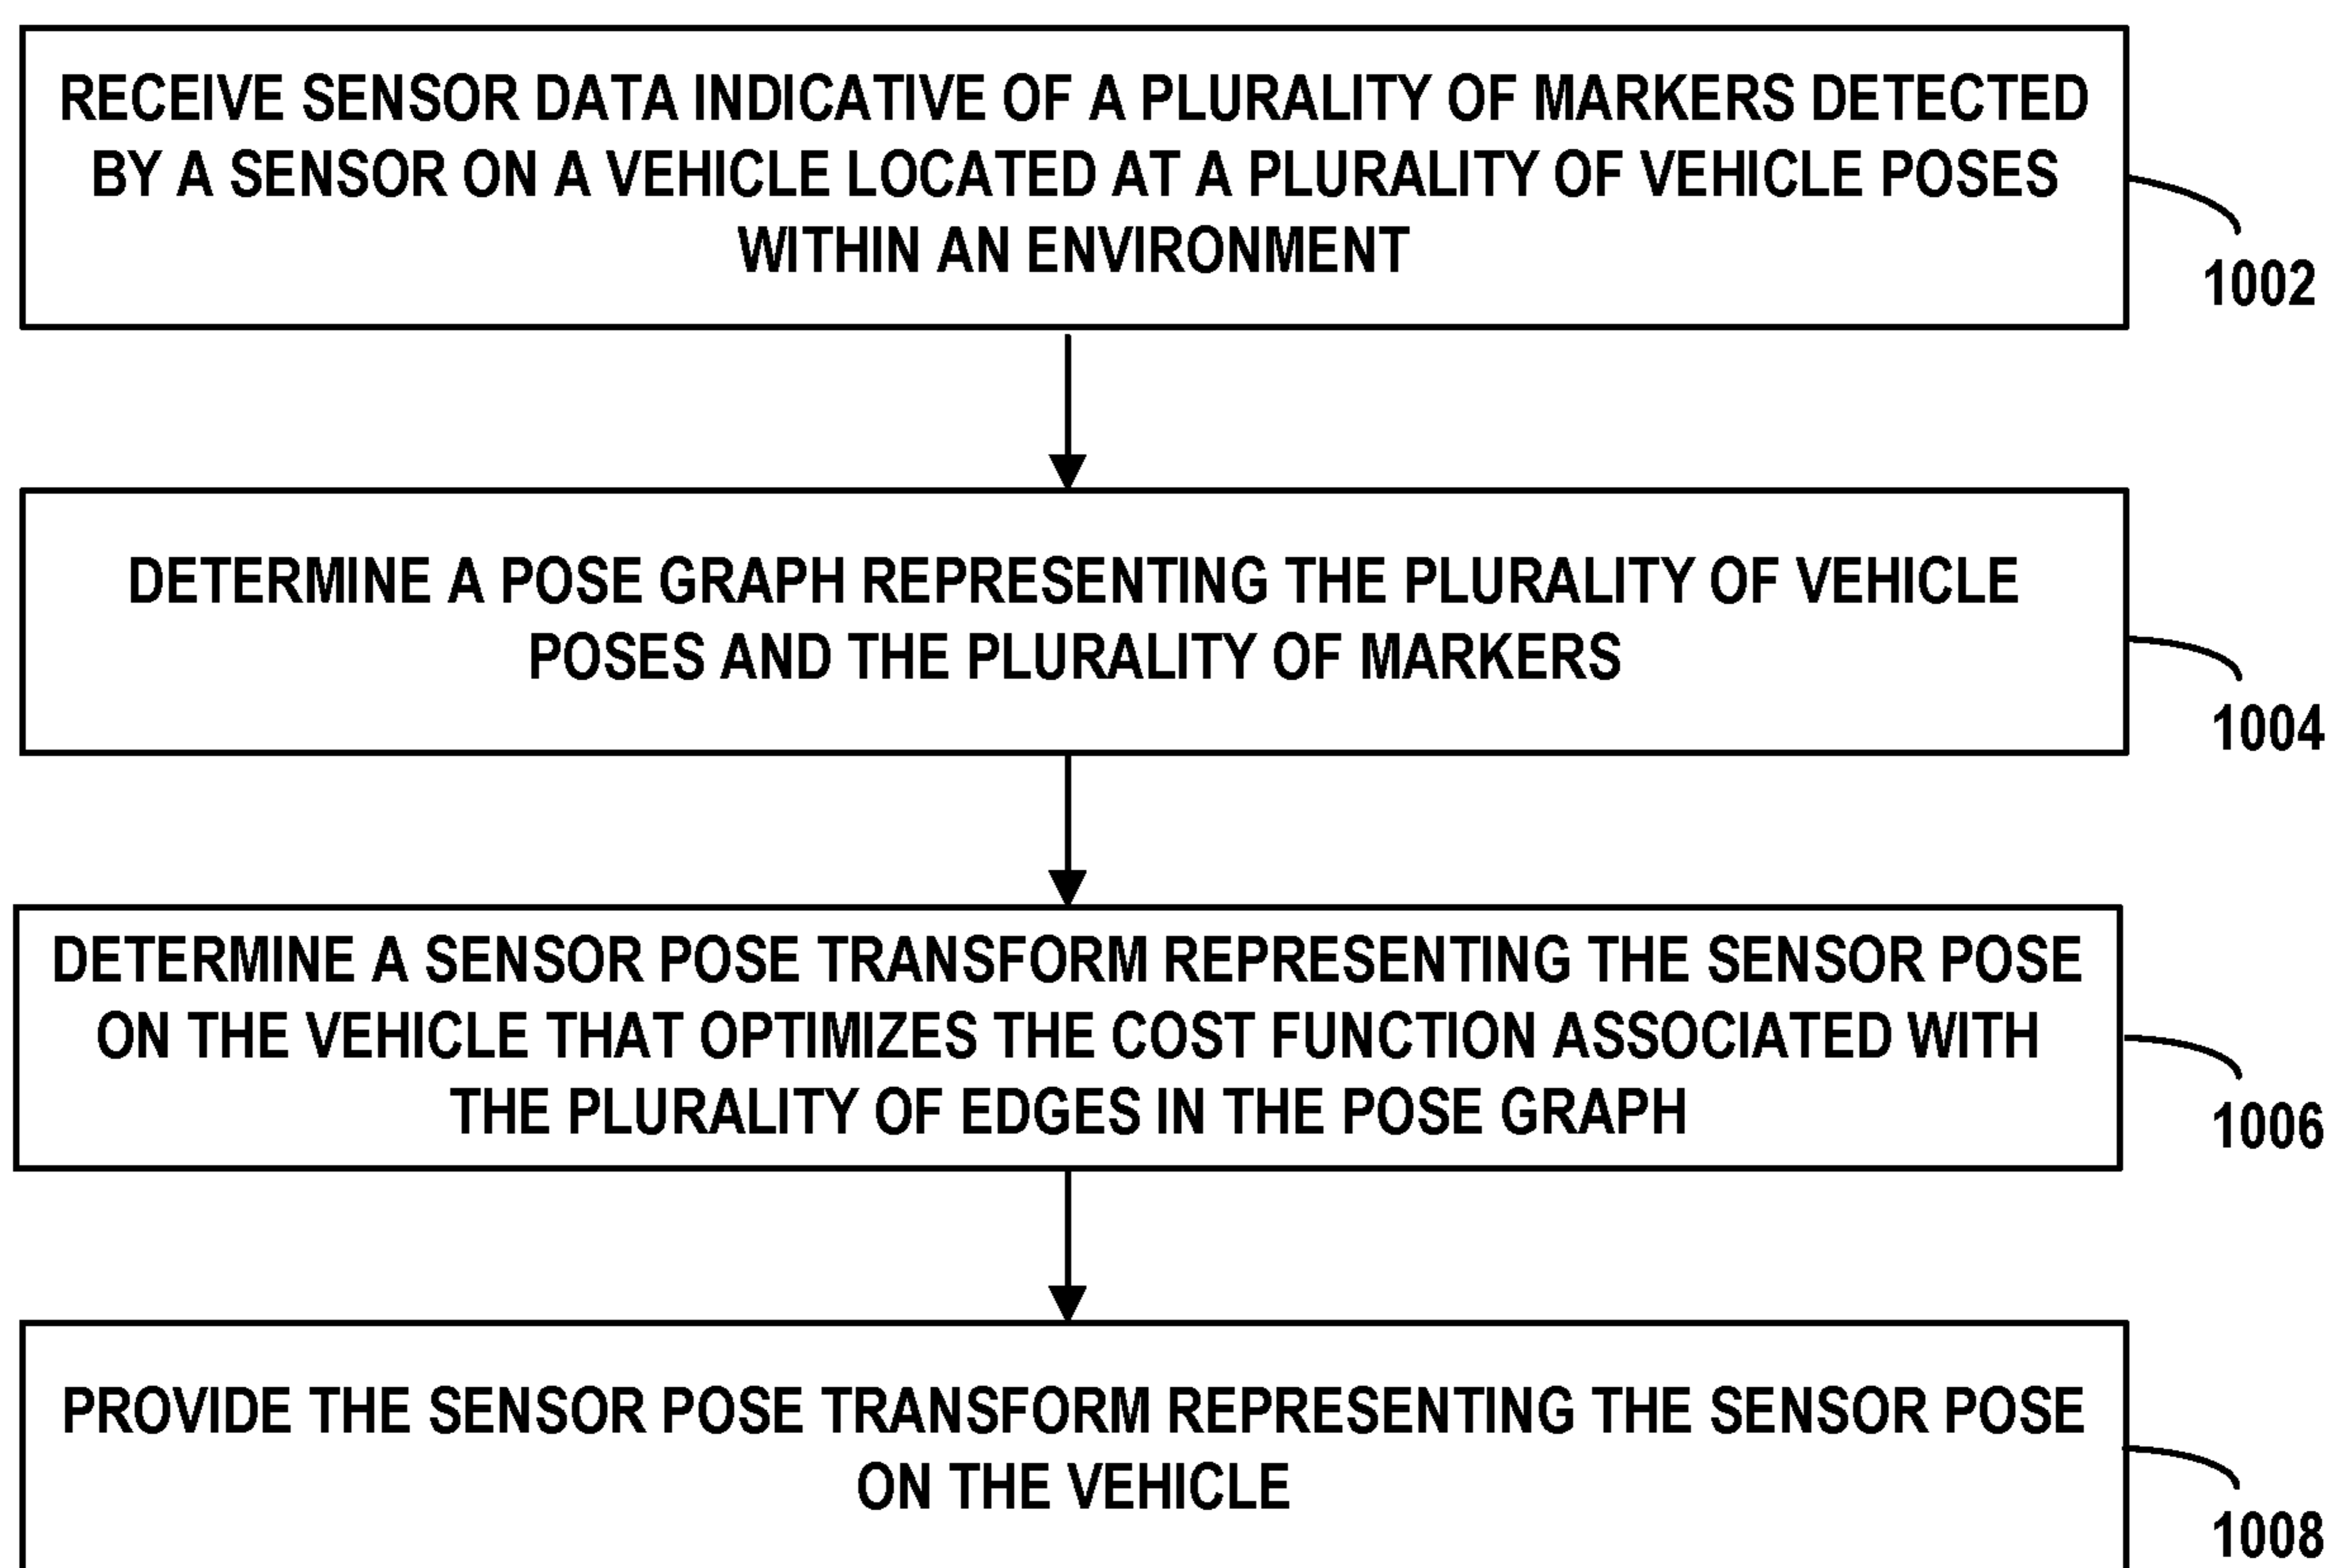 RECEIVE SENSOR DATA INDICATIVE OF A PLURALITY OF MARKERS DETECTED
BY A SENSOR ON A VEHICLE LOCATED AT A PLURALITY OF VEHICLE POSES
WITHIN AN ENVIRONMENT
1002
DETERMINE A POSE GRAPH REPRESENTING THE PLURALITY OF VEHICLE
POSES AND THE PLURALITY OF MARKERS
1004
DETERMINE A SENSOR POSE TRANSFORM REPRESENTING THE SENSOR POSE
ON THE VEHICLE THAT OPTIMIZES THE COST FUNCTION ASSOCIATED WITH
THE PLURALITY OF EDGES IN THE POSE GRAPH
1006
PROVIDE THE SENSOR POSE TRANSFORM REPRESENTING THE SENSOR POSE
ON THE VEHICLE
1008